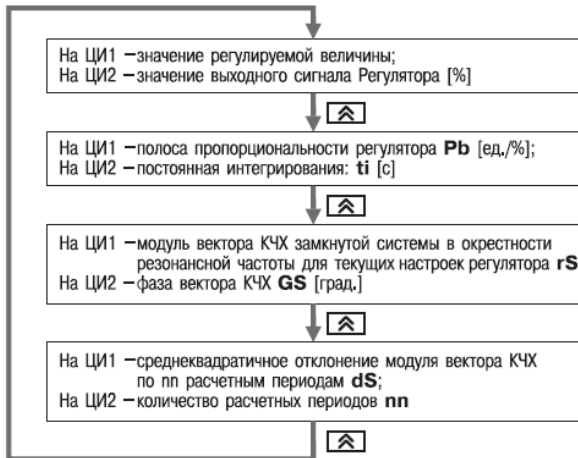 На ЦИ1 – значение регулируемой величины;
На ЦИ2 – значение выходного сигнала Регулятора [%]
На ЦИ1 – полоса пропорциональности регулятора Pb [ед./%];
На ЦИ2 – постоянная интегрирования: ti [с]
На ЦИ1 – модуль вектора КЧХ замкнутой системы в окрестности
резонансной частоты для текущих настроек регулятора rS
На ЦИ2 – фаза вектора КЧХ GS [град.]
На ЦИ1 – среднеквадратичное отклонение модуля вектора КЧХ
по nn расчетным периодам dS;
На ЦИ2 – количество расчетных периодов nn